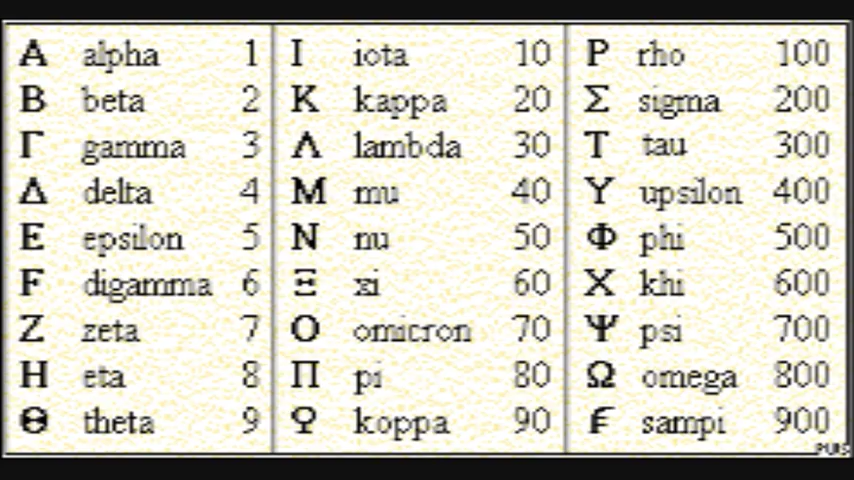 Α alpha 1 Ι iota 10 Ρ rho 100
Β beta 2 Κ kappa 20 Σ sigma 200
Γ gamma 3 Λ lambda 30 Τ tau 300
Δ delta 4 Μ mu 40 Υ upsilon 400
Ε epsilon 5 Ν nu 50 Φ phi 500
Ϝ digamma 6 Ξ xi 60 Χ khi 600
Ζ zeta 7 Ο omicron 70 Ψ psi 700
Η eta 8 Π pi 80 Ω omega 800
Θ theta 9 Ϙ koppa 90 ₣ sampi 900